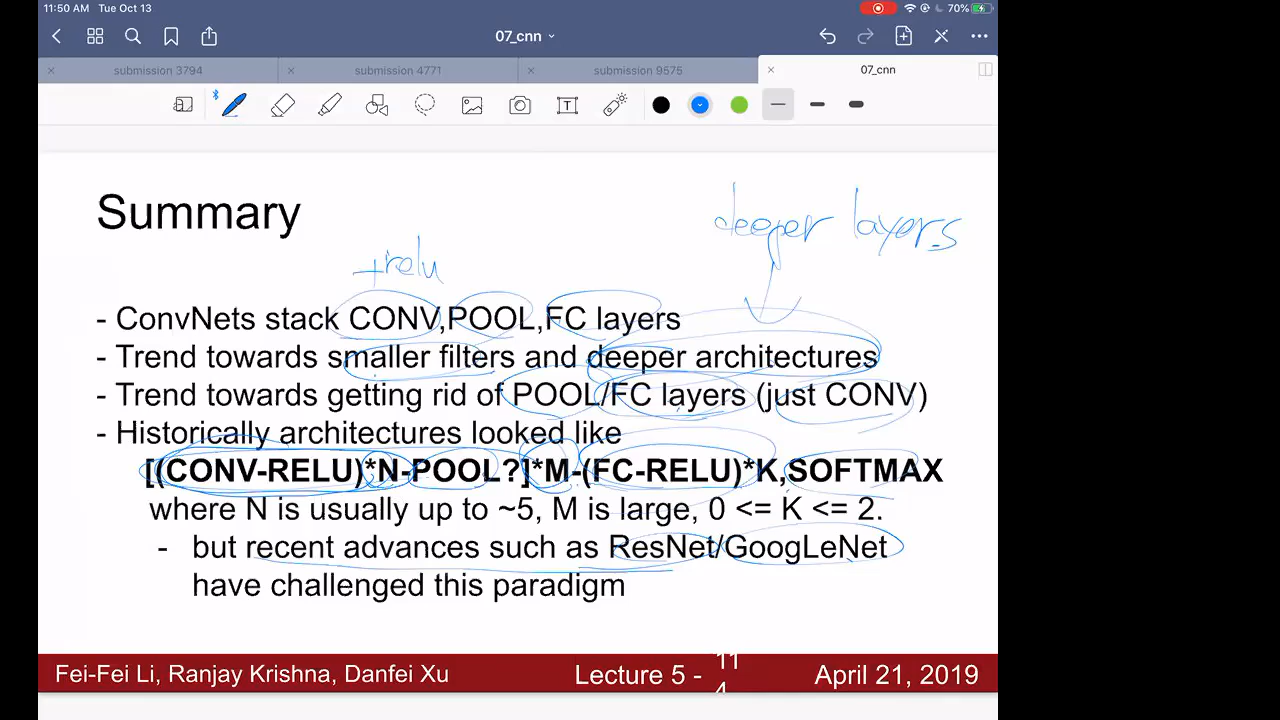 11:50 AM Tue Oct 13
70%
07_cnn
submission 3794
submission 4771
submission 9575
07_cnn
Summary
deeper layers
+relu
- ConvNets stack CONV,POOL,FC layers
- Trend towards smaller filters and deeper architectures
- Trend towards getting rid of POOL/FC layers (just CONV)
- Historically architectures looked like
[(CONV-RELU)*N-POOL?]*M-(FC-RELU)*K,SOFTMAX
where N is usually up to ~5, M is large, 0 <= K <= 2.
- but recent advances such as ResNet/GoogLeNet
have challenged this paradigm
Fei-Fei Li, Ranjay Krishna, Danfei Xu
Lecture 5 - 11
4
April 21, 2019